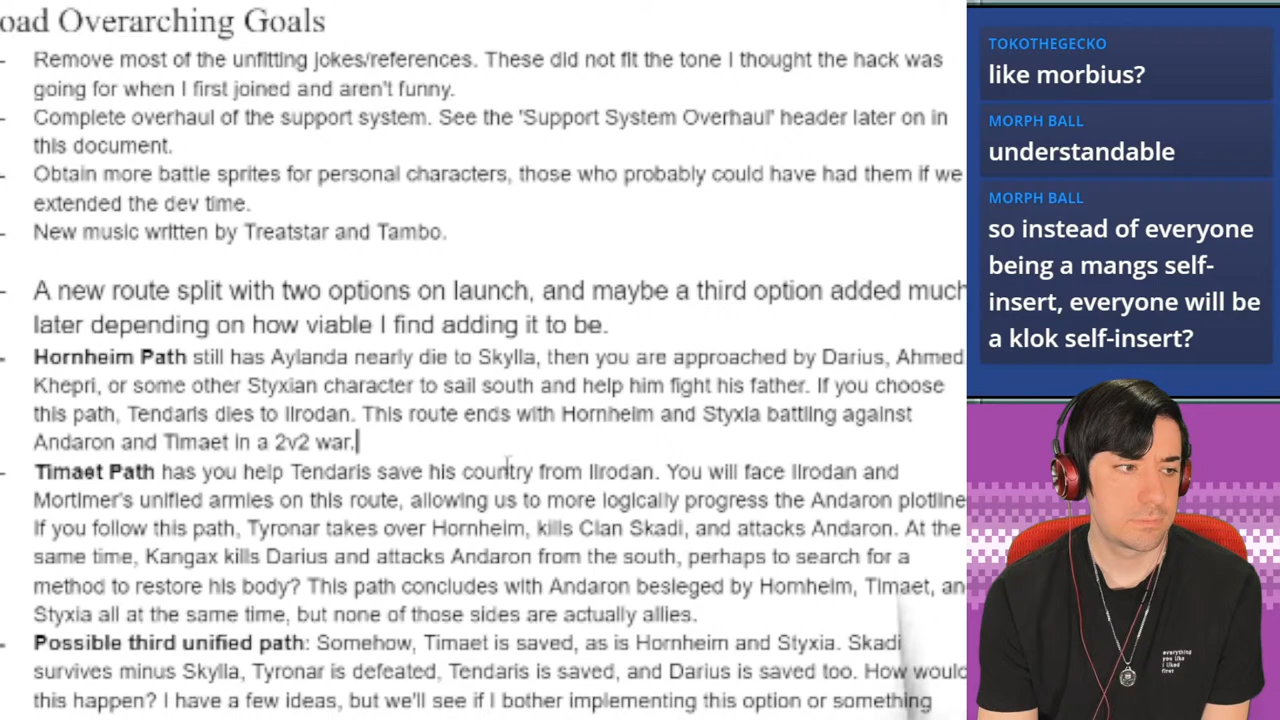 oad Overarching Goals
- Remove most of the unfitting jokes/references. These did not fit the tone I thought the hack was
going for when I first joined and aren't funny.
- Complete overhaul of the support system. See the 'Support System Overhaul' header later on in
this document.
- Obtain more battle sprites for personal characters, those who probably could have had them if we
extended the dev time.
- New music written by Treatstar and Tambo.
- A new route split with two options on launch, and maybe a third option added much
later depending on how viable I find adding it to be.
- Hornheim Path still has Aylanda nearly die to Skylla, then you are approached by Darius, Ahmed
Khepri, or some other Styxian character to sail south and help him fight his father. If you choose
this path, Tendaris dies to Ilrodan. This route ends with Hornheim and Styxia battling against
Andaron and Timaet in a 2v2 war.
- Timaet Path has you help Tendaris save his country from Ilrodan. You will face Ilrodan and
Mortimer's unified armies on this route, allowing us to more logically progress the Andaron plotline
If you follow this path, Tyronar takes over Hornheim, kills Clan Skadi, and attacks Andaron. At the
same time, Kangax kills Darius and attacks Andaron from the south, perhaps to search for a
method to restore his body? This path concludes with Andaron besieged by Hornheim, Timaet, an
Styxia all at the same time, but none of those sides are actually allies.
- Possible third unified path: Somehow, Timaet is saved, as is Hornheim and Styxia. Skadi
survives minus Skylla, Tyronar is defeated, Tendaris is saved, and Darius is saved too. How would
this happen? I have a few ideas, but we'll see if I bother implementing this option or something
TOKOTHEGECKO
like morbius?
MORPH BALL
understandable
MORPH BALL
so instead of everyone
being a mangs self-
insert, everyone will be
a klok self-insert?
everything
you like
I liked
first